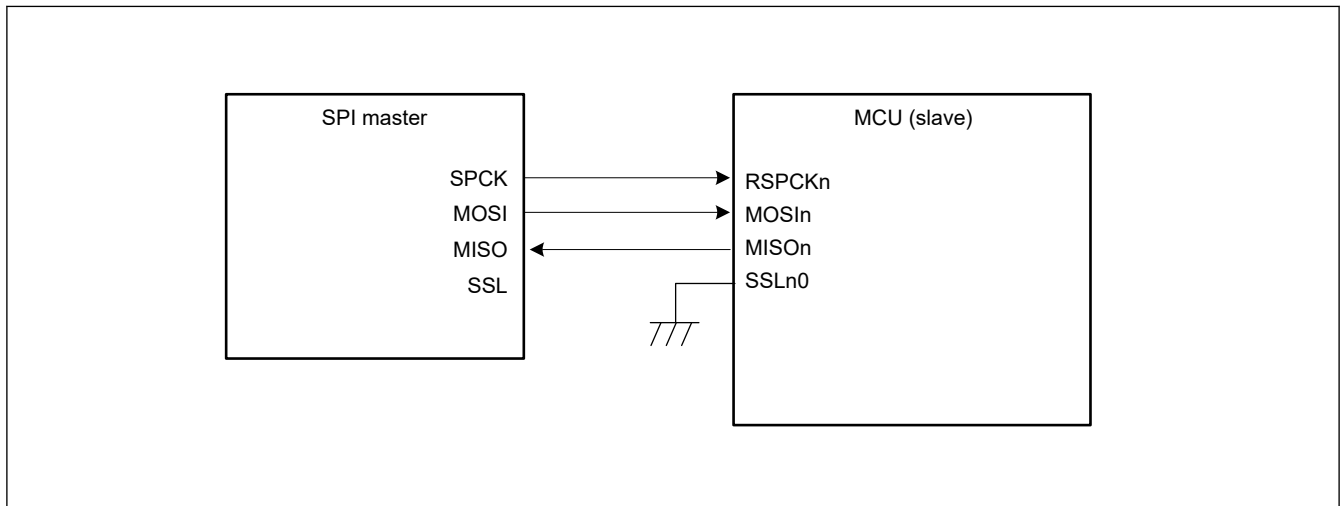 SPI master
SPCK
MOSI
MISO
SSL
MCU (slave)
RSPCKn
MOSIn
MISOn
SSLn0